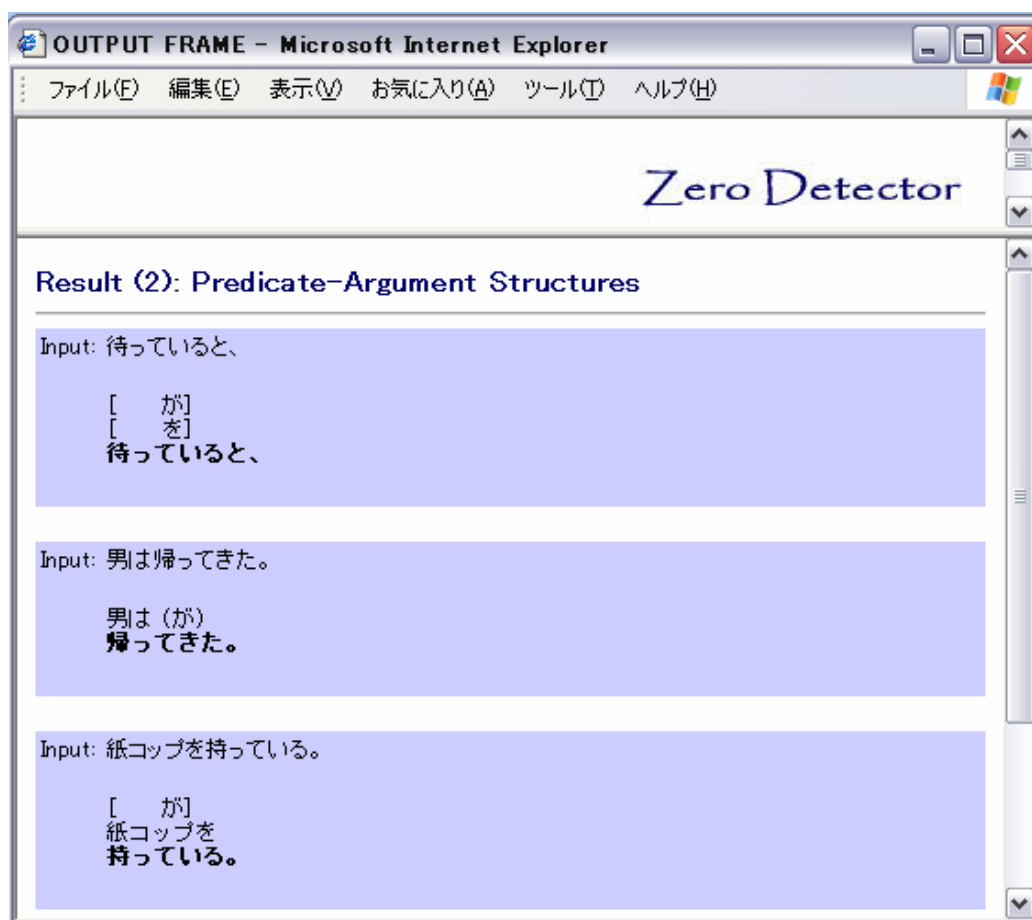 OUTPUT FRAME - Microsoft Internet Explorer
ファイル(F) 編集(E) 表示(V) お気に入り(A) ツール(T) ヘルプ(H)
Zero Detector
Result (2): Predicate-Argument Structures
Input: 待っていると、
[ が]
[ を]
待っていると、
Input: 男は帰ってきた。
男は (が)
帰ってきた。
Input: 紙コップを持っている。
[ が]
紙コップを
持っている。